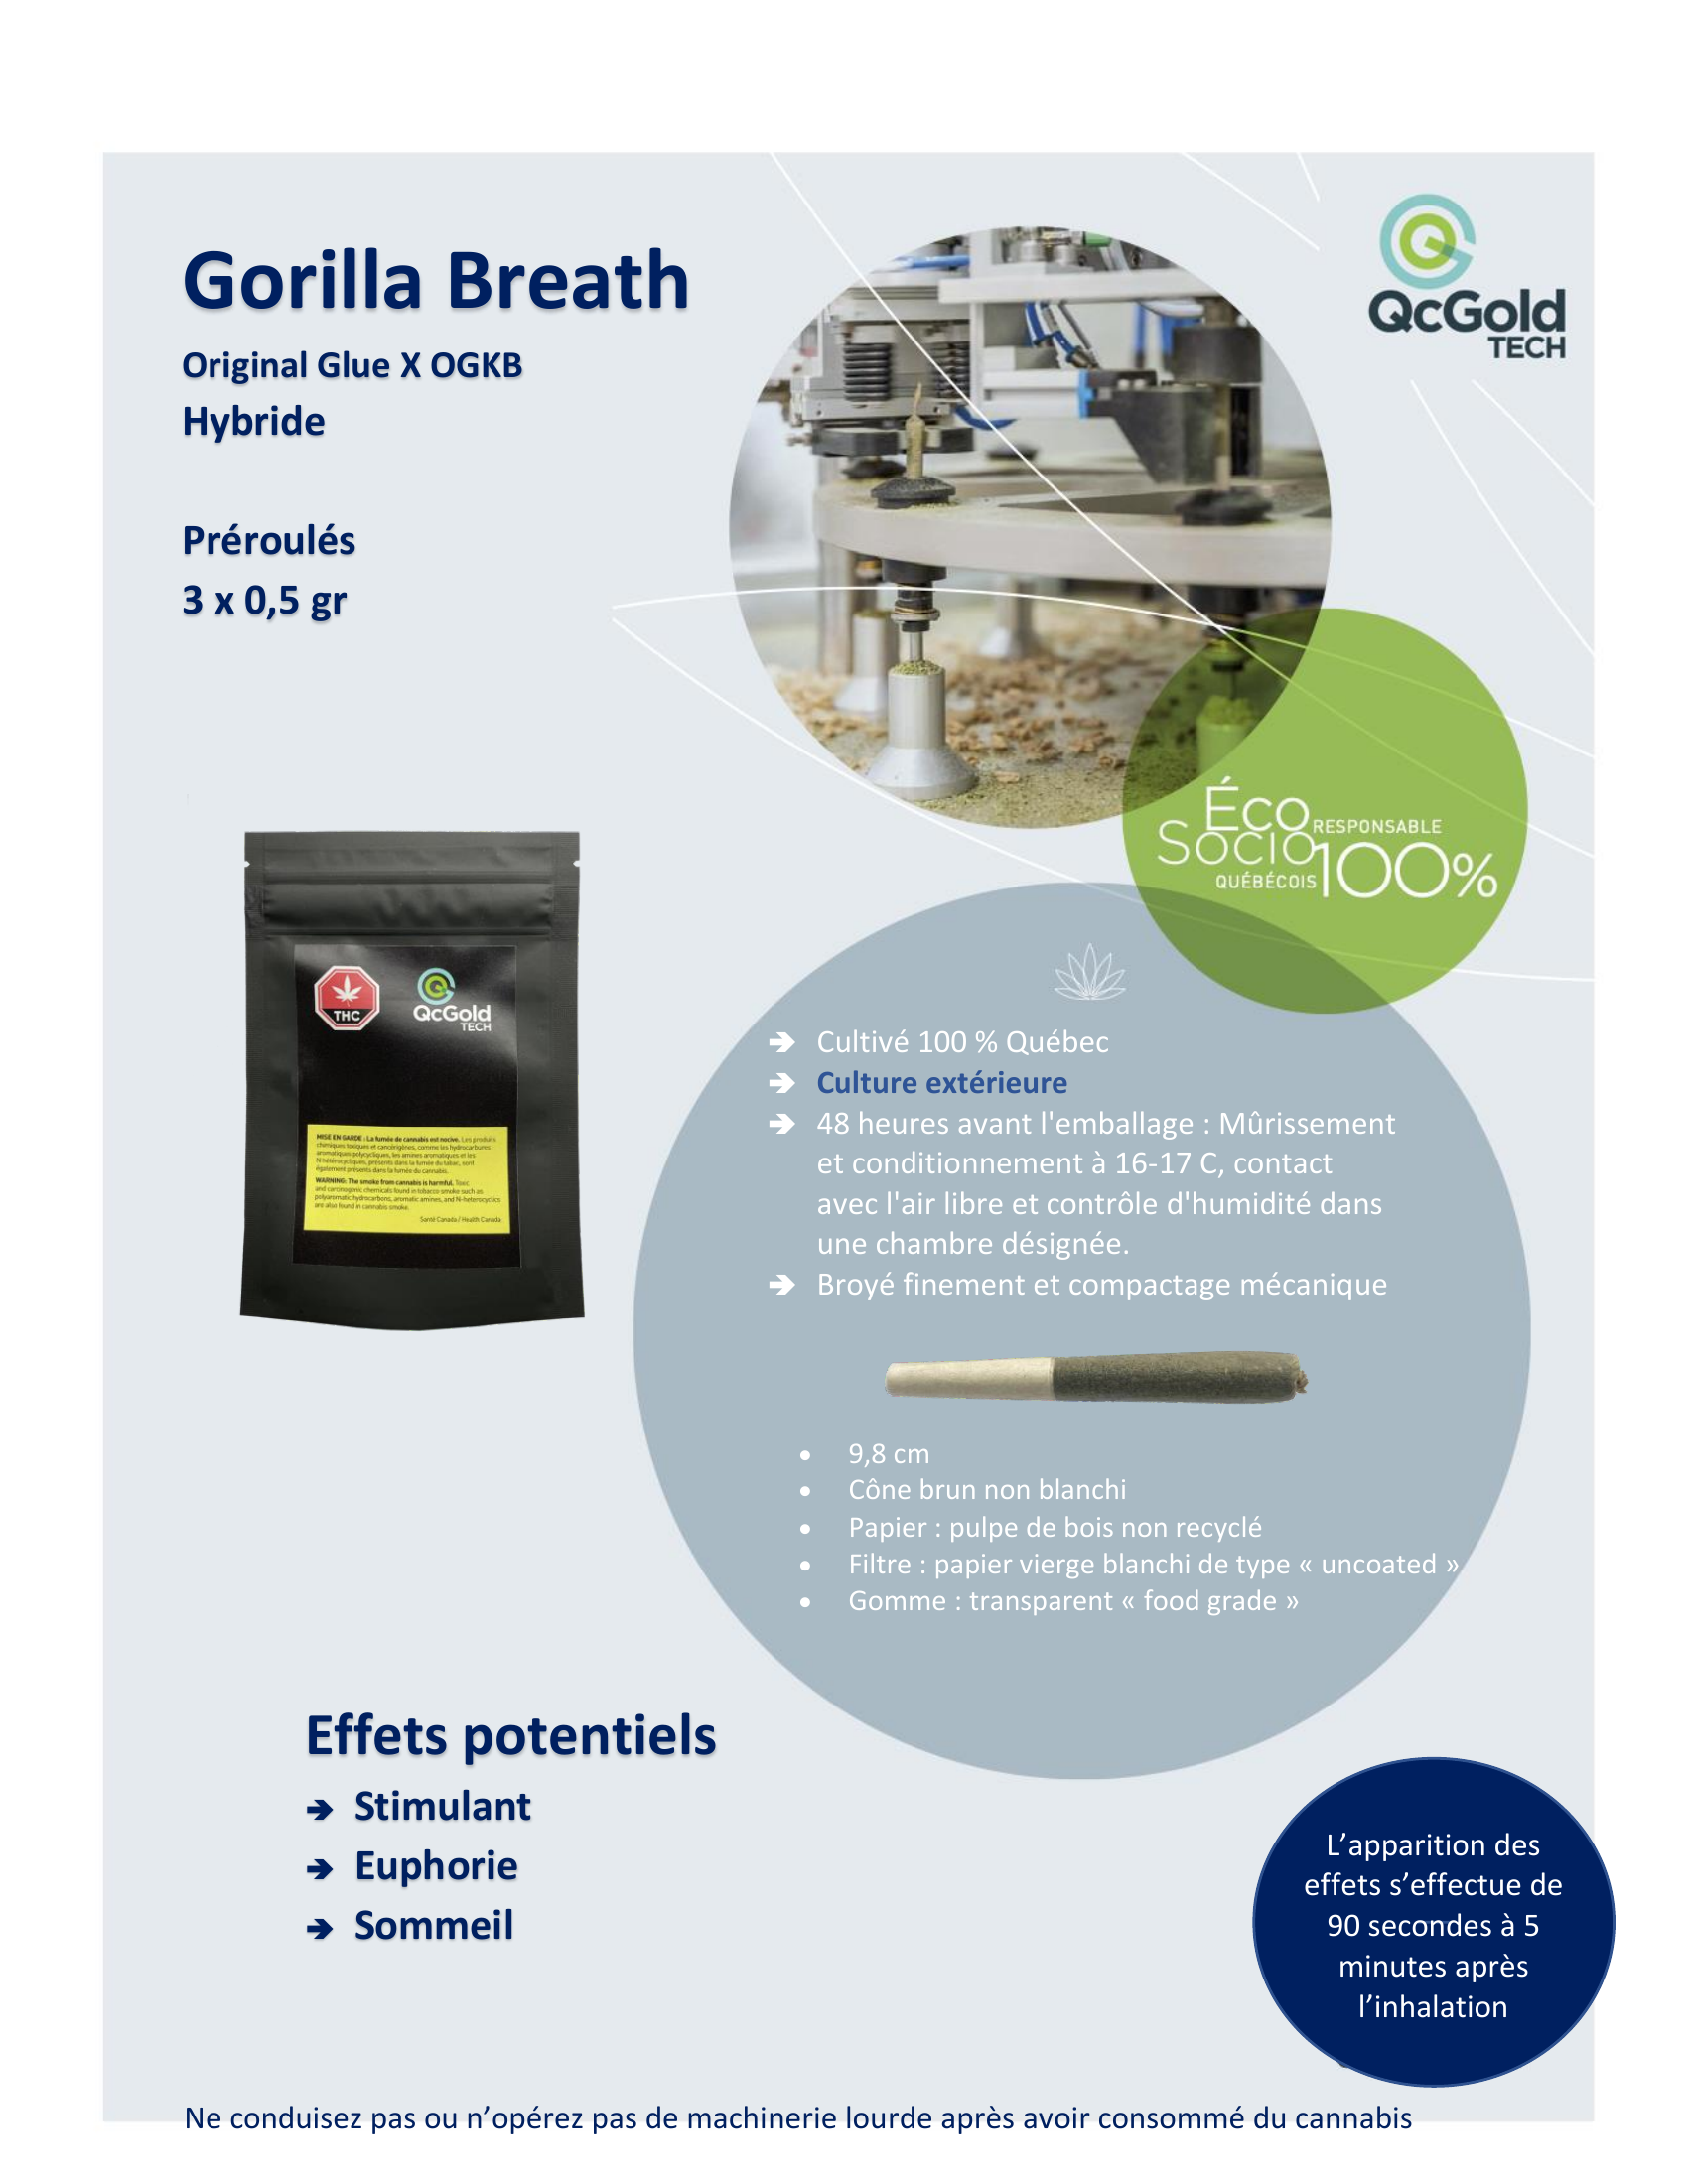 Gorilla Breath
Original Glue X OGKB
Hybride
Préroulés
3 x 0,5 gr
QcGold
TECH
Éco
Socio
RESPONSABLE
QUÉBÉCOIS
100%
THC
QcGold
TECH
MISE EN GARDE : La fumée de cannabis est nocive. Les produits
chimiques toxiques et cancérigènes, comme les hydrocarbures
aromatiques polycycliques, les amines aromatiques et les
N-hétérocycliques, présents dans la fumée du tabac, sont
également présents dans la fumée du cannabis.
WARNING: The smoke from cannabis is harmful. Toxic
and carcinogenic chemicals found in tobacco smoke such as
polyaromatic hydrocarbons, aromatic amines, and N-heterocyclics
are also found in cannabis smoke.
Santé Canada / Health Canada
➔ Cultivé 100 % Québec
➔ Culture extérieure
➔ 48 heures avant l'emballage : Mûrissement
et conditionnement à 16-17 C, contact
avec l'air libre et contrôle d'humidité dans
une chambre désignée.
➔ Broyé finement et compactage mécanique
• 9,8 cm
• Cône brun non blanchi
• Papier : pulpe de bois non recyclé
• Filtre : papier vierge blanchi de type « uncoated »
• Gomme : transparent « food grade »
Effets potentiels
➔ Stimulant
➔ Euphorie
➔ Sommeil
L’apparition des
effets s’effectue de
90 secondes à 5
minutes après
l’inhalation
Ne conduisez pas ou n’opérez pas de machinerie lourde après avoir consommé du cannabis